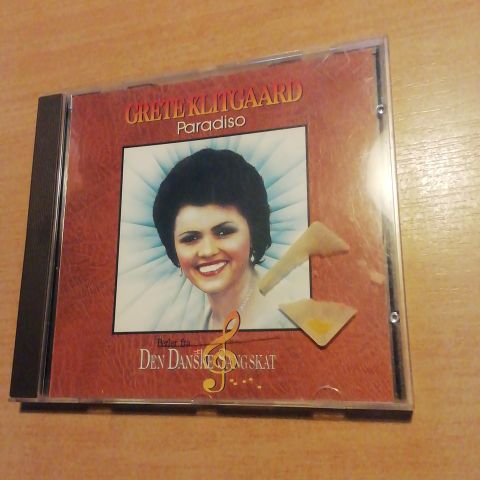 GRETE KLITGAARD
Paradiso
Perler fra
DEN DANSKE SANGSKAT